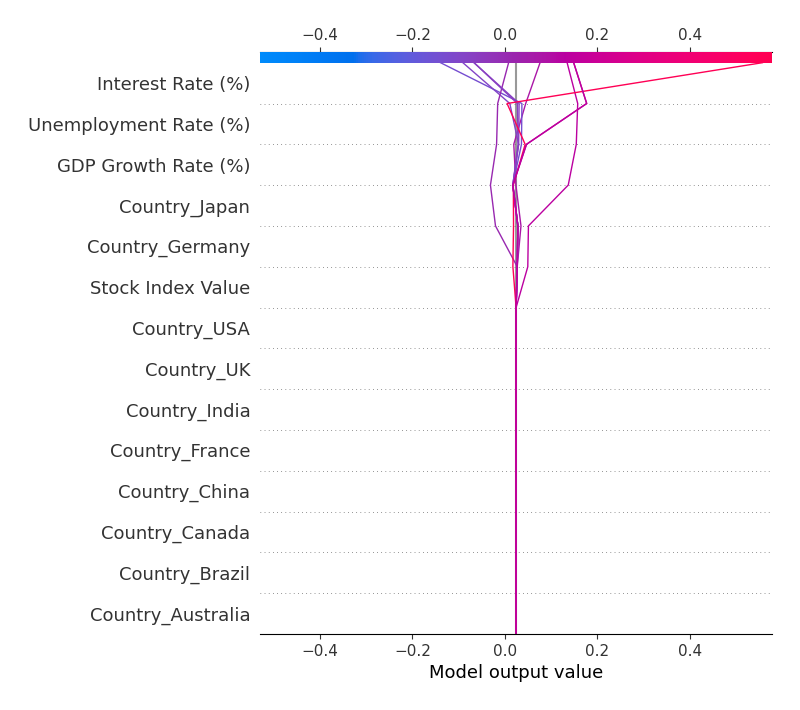 −0.4 −0.2 0.0 0.2 0.4
Interest Rate (%)
Unemployment Rate (%)
GDP Growth Rate (%)
Country_Japan
Country_Germany
Stock Index Value
Country_USA
Country_UK
Country_India
Country_France
Country_China
Country_Canada
Country_Brazil
Country_Australia
−0.4 −0.2 0.0 0.2 0.4
Model output value